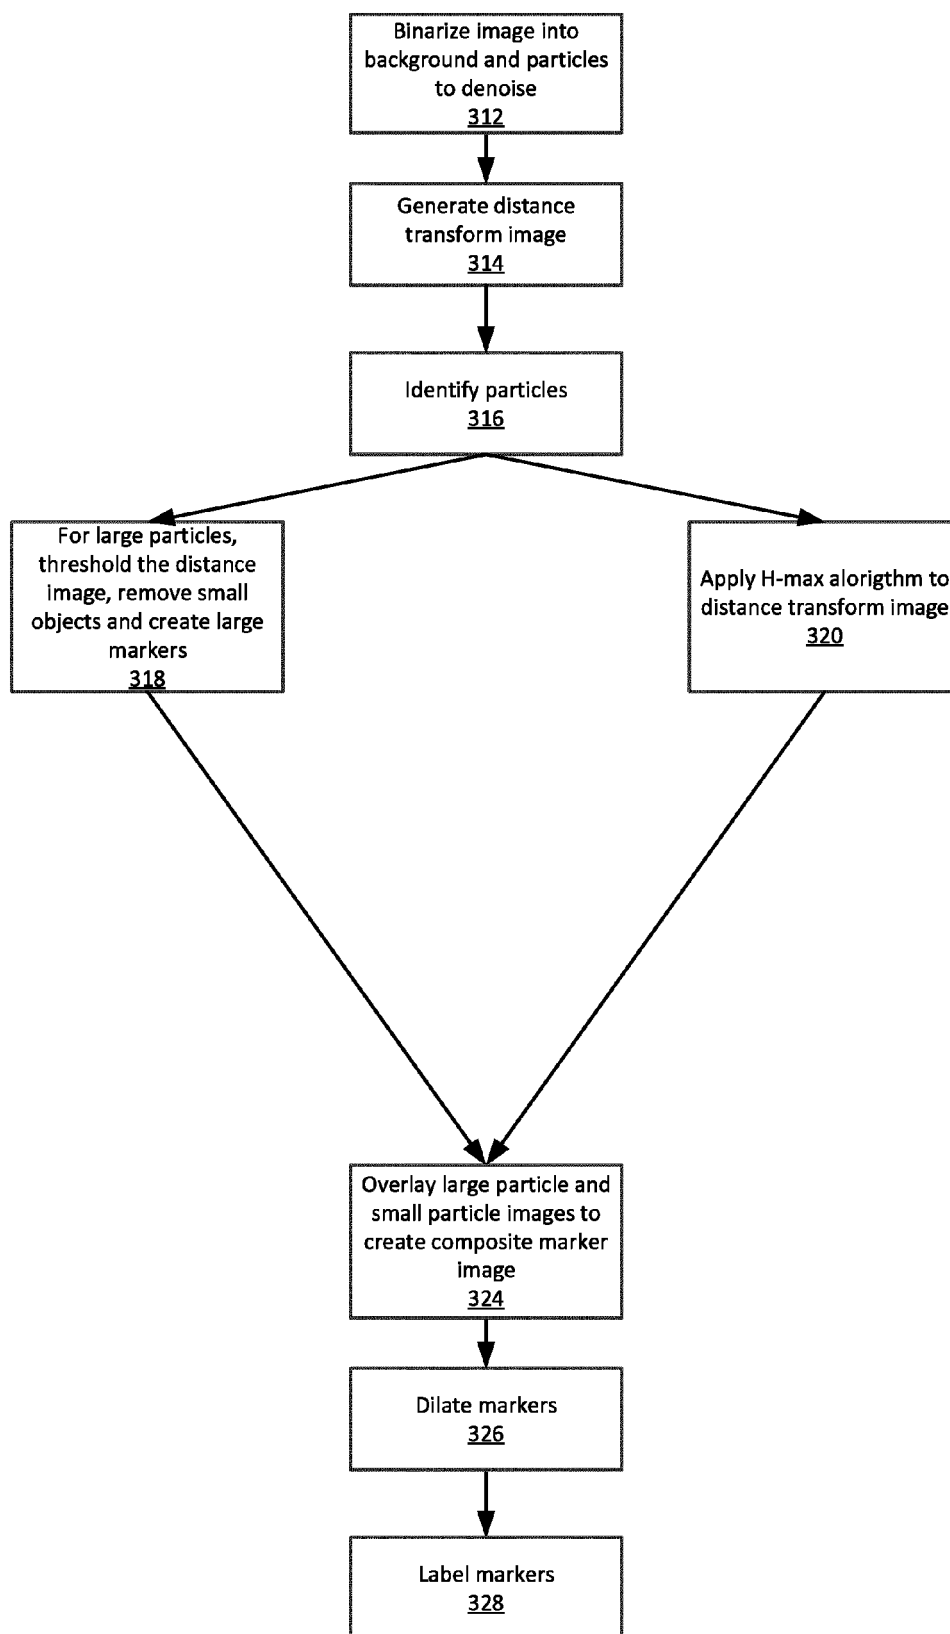 Binarize image into
background and particles
to denoise
312
Generate distance
transform image
314
Identify particles
316
For large particles,
threshold the distance
image, remove small
objects and create large
markers
318
Apply H-max alorigthm to
distance transform image
320
Overlay large particle and
small particle images to
create composite marker
image
324
Dilate markers
326
Label markers
328